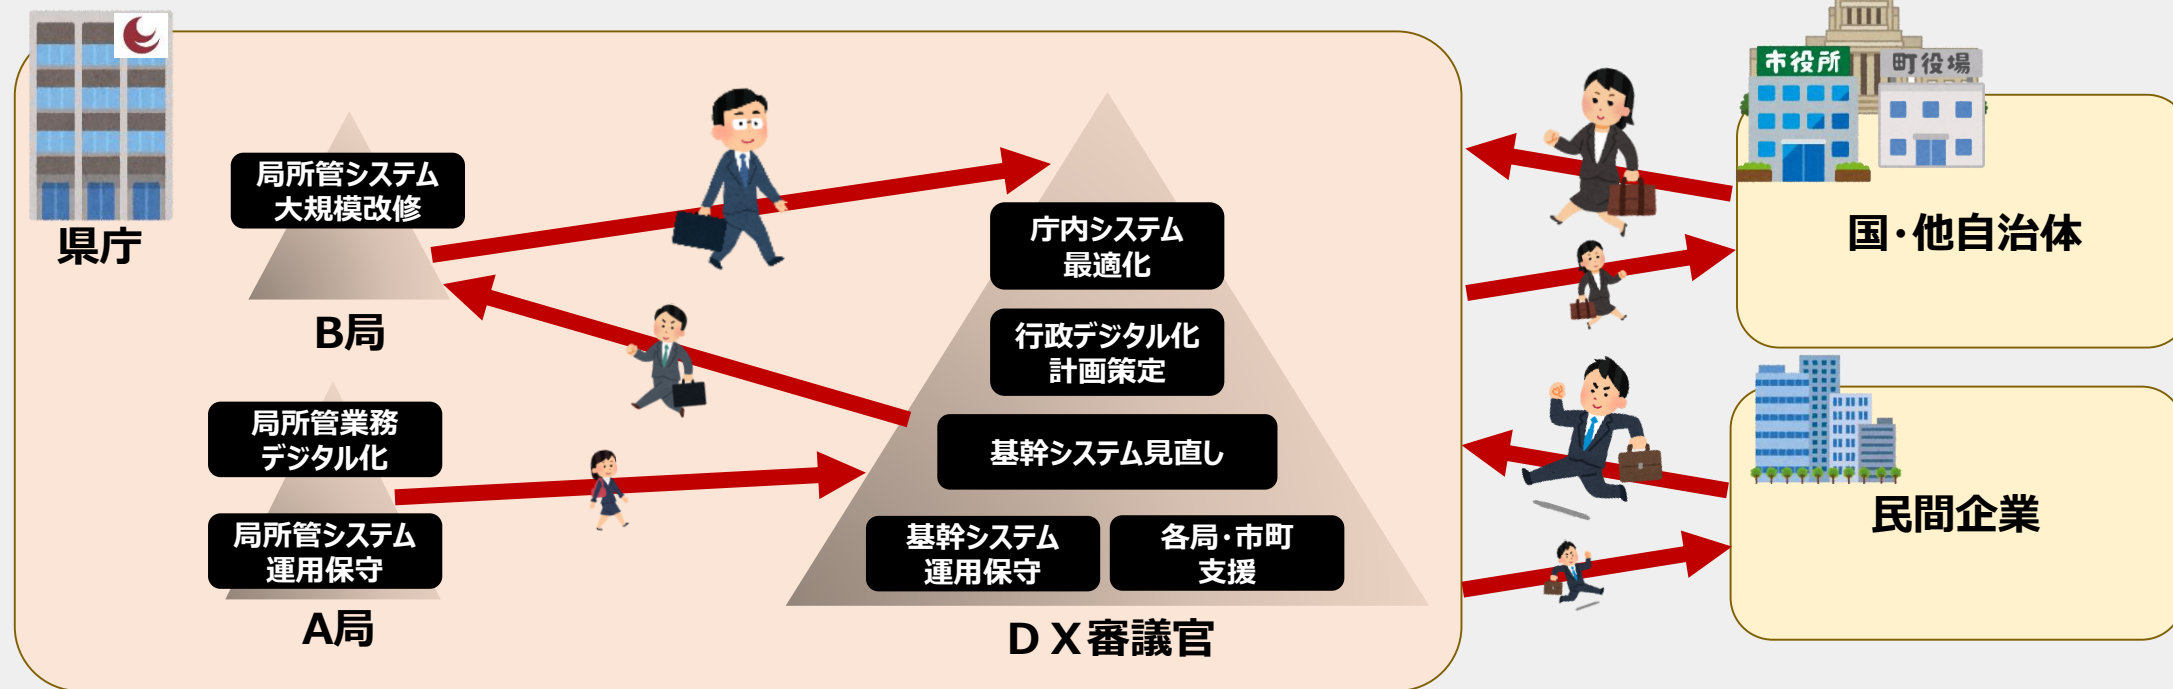 県庁
局所管システム
大規模改修
B局
局所管業務
デジタル化
局所管システム
運用保守
A局
庁内システム
最適化
行政デジタル化
計画策定
基幹システム見直し
基幹システム
運用保守
各局・市町
支援
ＤＸ審議官
市役所
町役場
国・他自治体
民間企業